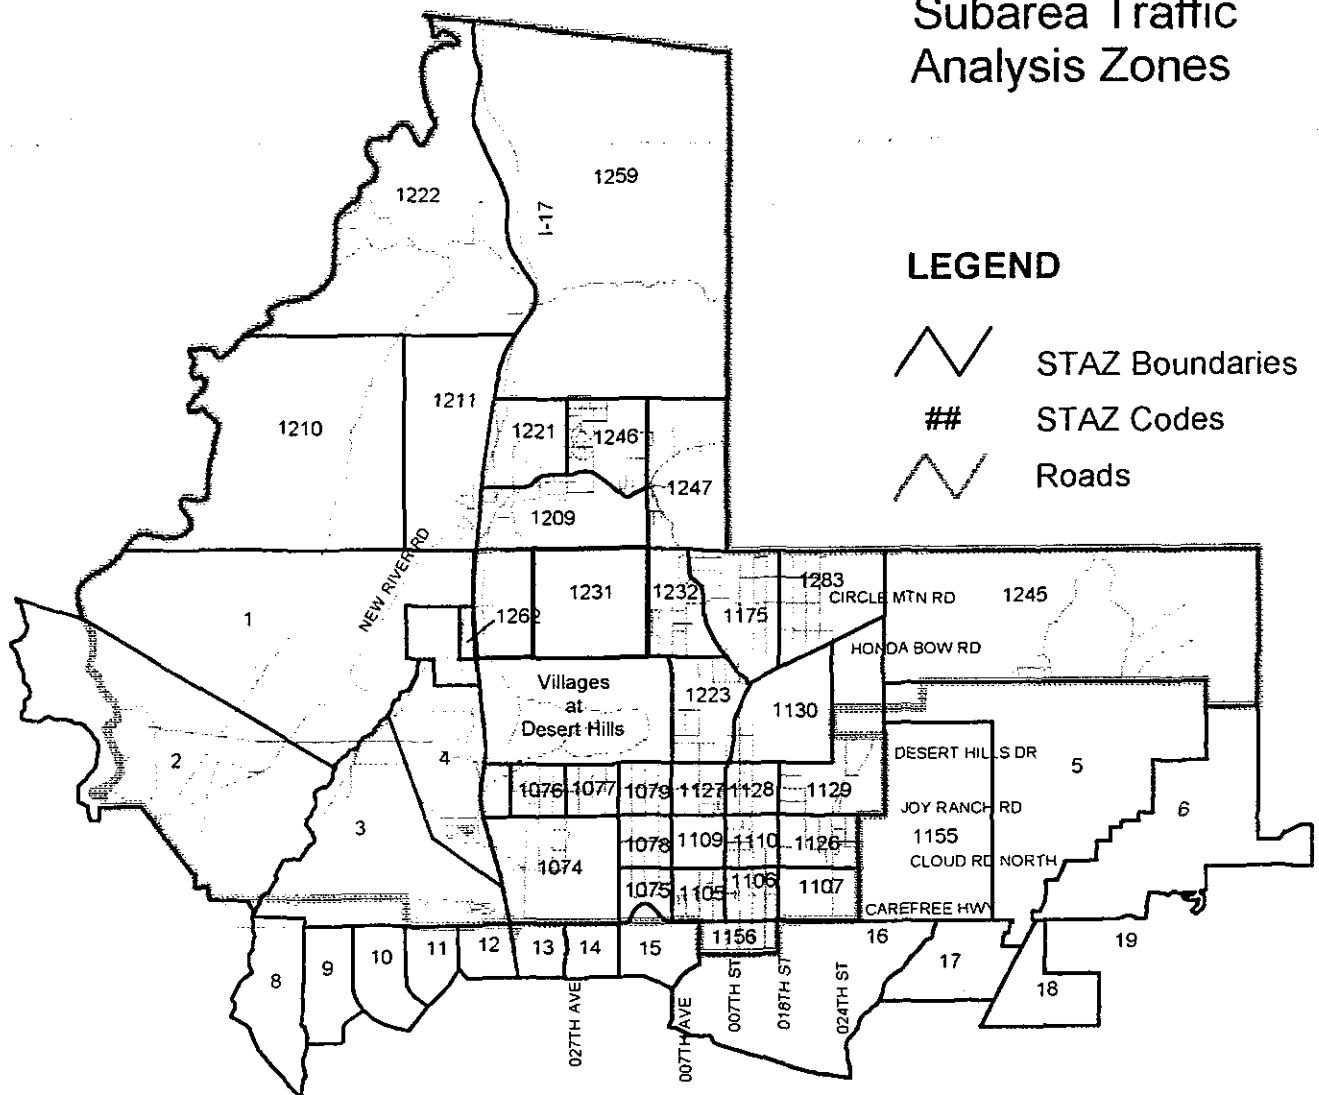 Subarea Traffic
Analysis Zones
1259
1222
I-17
LEGEND
STAZ Boundaries
## STAZ Codes
Roads
1210
1211
1221
1246
1247
1209
NEW RIVER RD
1
1262
1231
1232
1175
1283
CIRCLE MTN RD
1245
HONDA BOW RD
Villages
at
Desert Hills
1223
1130
2
4
DESERT HILLS DR
5
1076
1077
1079
1127
1128
1129
JOY RANCH RD
6
3
1074
1078
1109
1110
1126
1155
CLOUD RD NORTH
1075
1105
1106
1107
CAREFREE HWY
8
9
10
11
12
13
14
15
1156
16
17
18
19
027TH AVE
007TH AVE
007TH ST
018TH ST
024TH ST